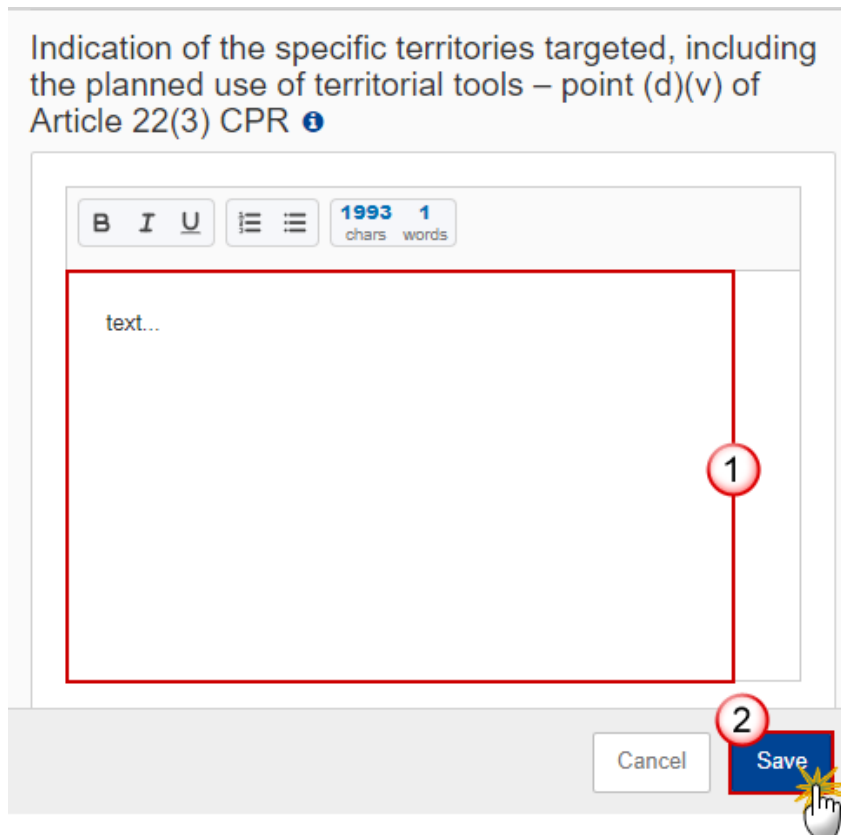 Indication of the specific territories targeted, including
the planned use of territorial tools – point (d)(v) of
Article 22(3) CPR
B I U 1993 1
chars words
text...
1
2
Cancel Save